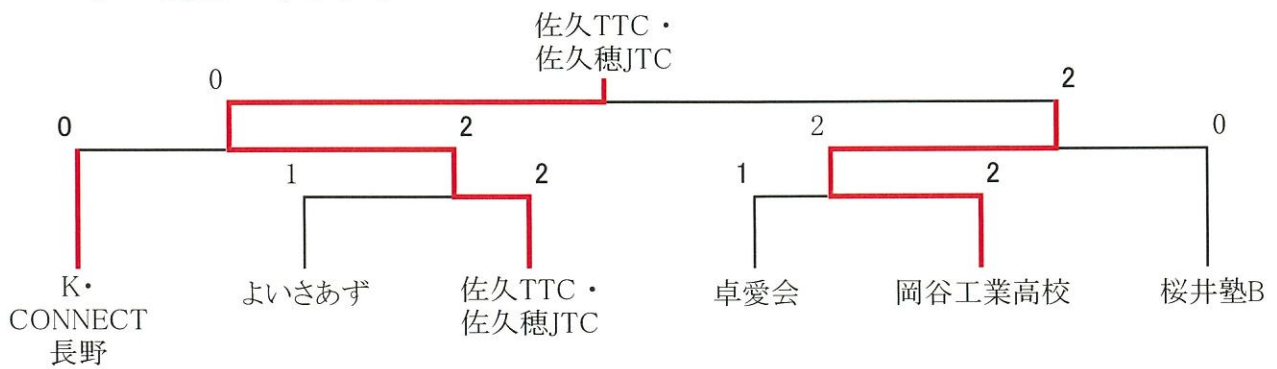 佐久TTC・
佐久穂JTC
0
2
0
2
2
0
1
2
1
2
K・
CONNECT
長野
よいさあず
佐久TTC・
佐久穂JTC
卓愛会
岡谷工業高校
桜井塾B